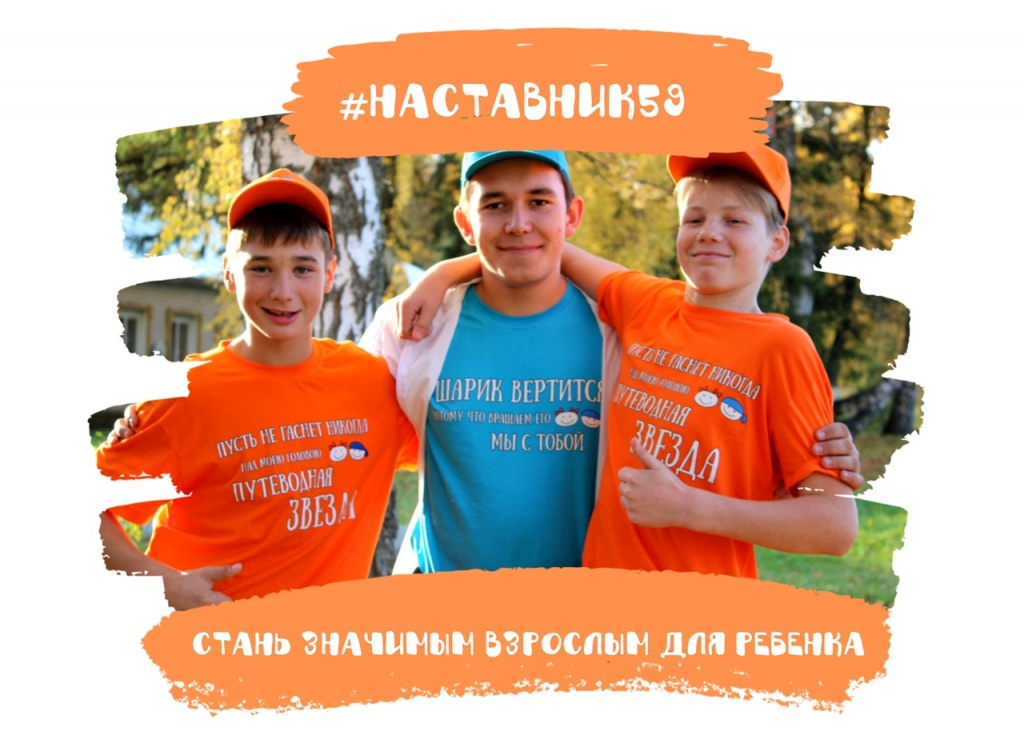 #НАСТАВНИК59
ПУСТЬ НЕ ГАСНЕТ НИКОГДА
НАД МОЕЮ ГОЛОВОЮ
ПУТЕВОДНАЯ
ЗВЕЗДА
ШАРИК ВЕРТИТСЯ
ПОТОМУ ЧТО ВРАЩАЕМ ЕГО
МЫ С ТОБОЙ
ПУСТЬ НЕ ГАСНЕТ НИКОГДА
НАД МОЕЮ ГОЛОВОЮ
ПУТЕВОДНАЯ
ЗВЕЗДА
СТАНЬ ЗНАЧИМЫМ ВЗРОСЛЫМ ДЛЯ РЕБЕНКА